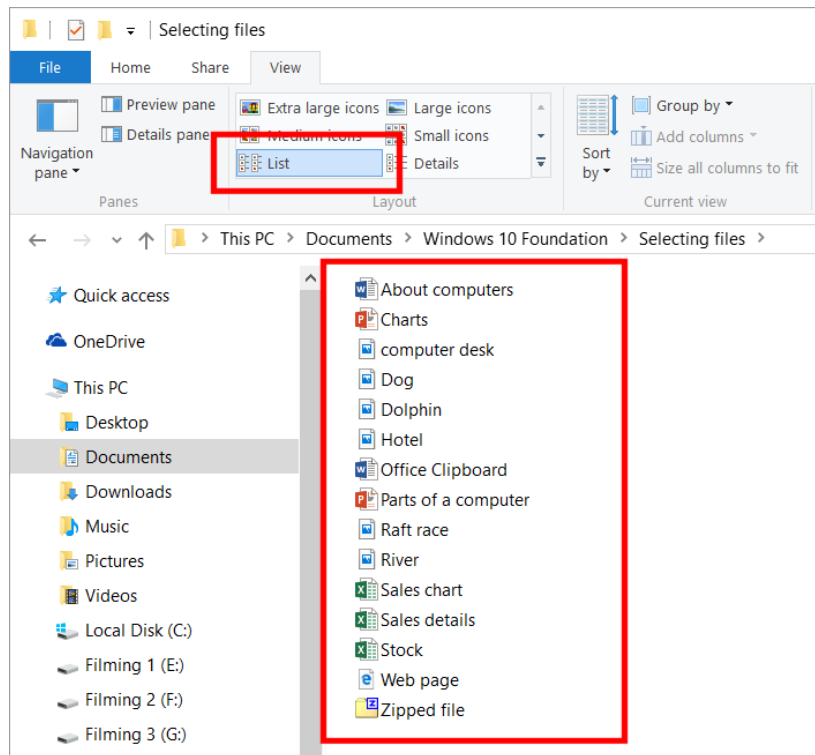 Selecting files
File Home Share View
Preview pane Extra large icons Large icons Group by
Details pane Medium icons Small icons Add columns
Navigation pane List Details Sort by Size all columns to fit
Panes Layout Current view
This PC > Documents > Windows 10 Foundation > Selecting files >
Quick access
OneDrive
This PC
Desktop
Documents
Downloads
Music
Pictures
Videos
Local Disk (C:)
Filming 1 (E:)
Filming 2 (F:)
Filming 3 (G:)
About computers
Charts
computer desk
Dog
Dolphin
Hotel
Office Clipboard
Parts of a computer
Raft race
River
Sales chart
Sales details
Stock
Web page
Zipped file